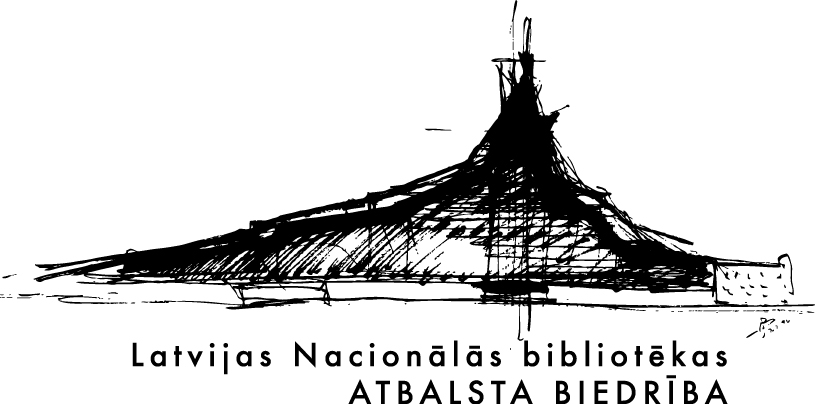 Latvijas Nacionālās bibliotēkas
ATBALSTA BIEDRĪBA